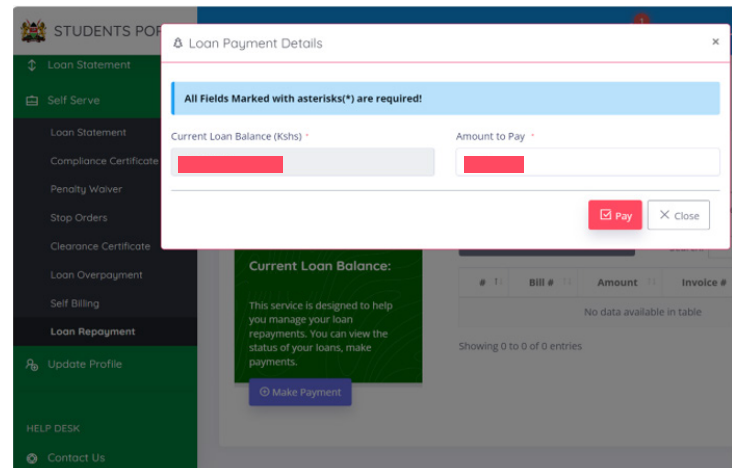 STUDENTS POR
1
Loan Payment Details
×
Loan Statement
All Fields Marked with asterisks(*) are required!
Self Serve
Loan Statement
Current Loan Balance (Kshs) *
Amount to Pay *
Compliance Certificate
Penalty Waiver
Stop Orders
Pay
Close
Clearance Certificate
Current Loan Balance:
Loan Overpayment
# Bill # Amount Invoice #
Self Billing
This service is designed to help
you manage your loan
repayments. You can view the
status of your loans, make
payments.
No data available in table
Loan Repayment
Showing 0 to 0 of 0 entries
Update Profile
Make Payment
HELP DESK
Contact Us